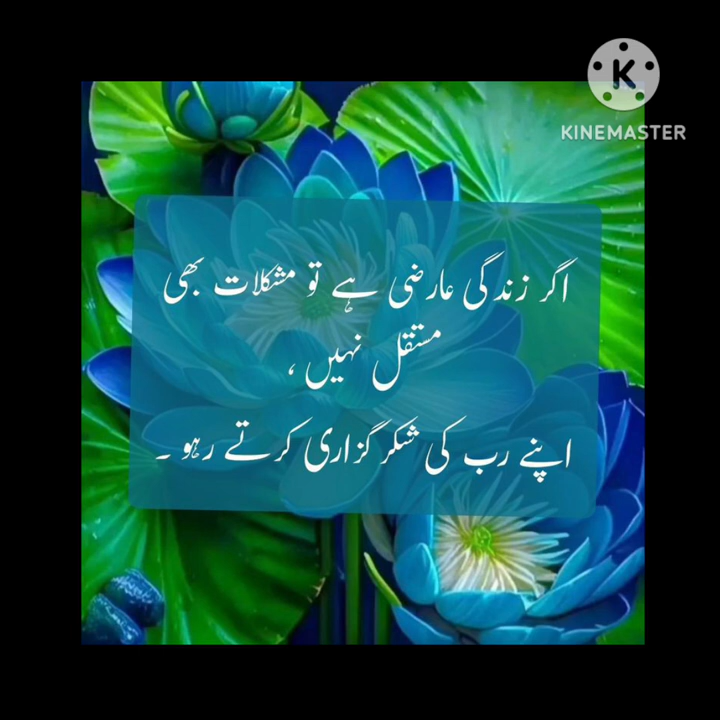 KINEMASTER
اگر زندگی عارضی ہے تو مشکلات بھی
مستقل نہیں ،
اپنے رب کی شکر گزاری کرتے رہو ۔